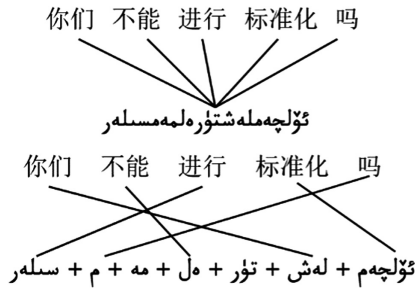 你们 不能 进行 标准化 吗
ئۆلچەملەشتۈرەلمەمسىلەر
你们 不能 进行 标准化 吗
ئۆلچەم + لەش + تۈر + ەل + مە + م + سىلەر